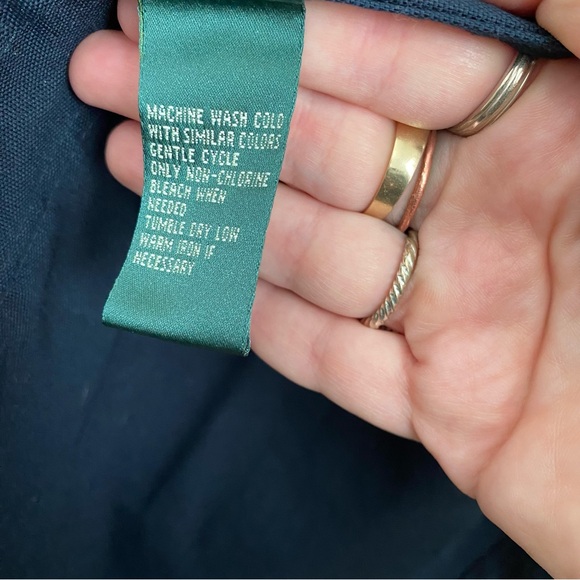 MACHINE WASH COLD
WITH SIMILAR COLORS
GENTLE CYCLE
ONLY NON-CHLORINE
BLEACH WHEN
NEEDED
TUMBLE DRY LOW
WARM IRON IF
NECESSARY